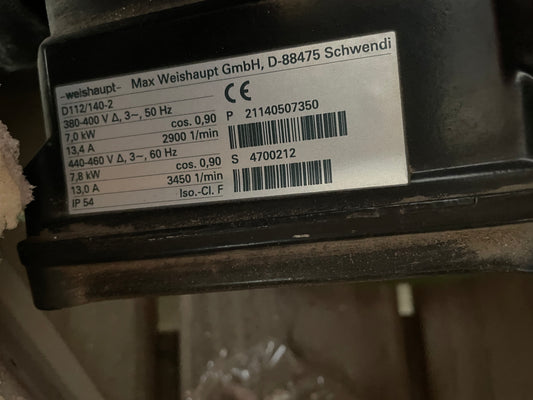 -weishaupt- Max Weishaupt GmbH, D-88475 Schwendi
D112/140-2
380-400 V Δ, 3~, 50 Hz
7,0 kW cos. 0,90
13,4 A 2900 1/min
440-460 V Δ, 3~, 60 Hz
7,8 kW cos. 0,90
13,0 A 3450 1/min
IP 54 Iso.-Cl. F
CE
P 21140507350
S 4700212